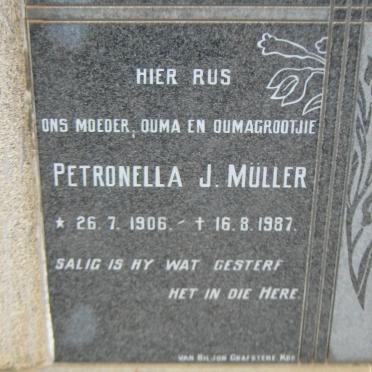 HIER RUS
ONS MOEDER, OUMA EN OUMAGROOTJIE
PETRONELLA J. MÜLLER
* 26. 7. 1906. - † 16. 8. 1987.
SALIG IS HY WAT GESTERF
HET IN DIE HERE.
VAN BILJON GRAFSTENE KBF